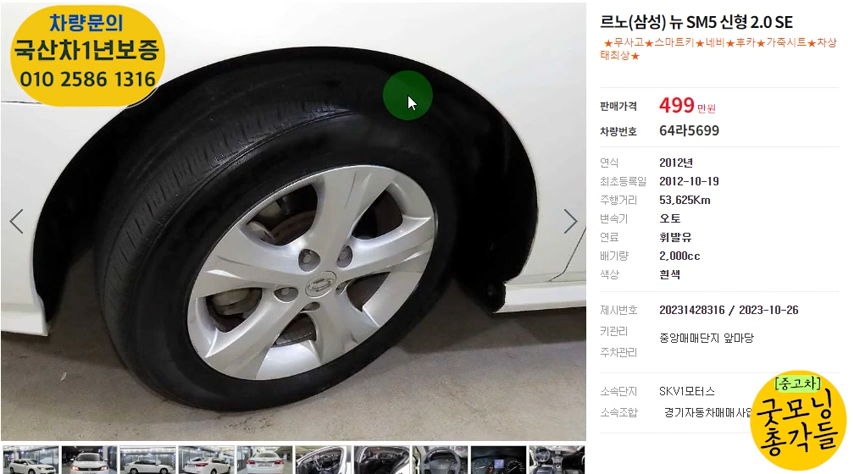 차량문의
국산차1년보증
010 2586 1316
르노(삼성) 뉴 SM5 신형 2.0 SE
★무사고★스마트키★네비★후카★가죽시트★차상
태최상★
판매가격 499만원
차량번호 64라5699
연식 2012년
최초등록일 2012-10-19
주행거리 53,625Km
변속기 오토
연료 휘발유
배기량 2,000cc
색상 흰색
제시번호 20231428316 / 2023-10-26
키관리
중앙매매단지 앞마당
주차관리
소속단지 SKV1모터스
소속조합 경기자동차매매사업
[중고차]
굿모닝
총각들